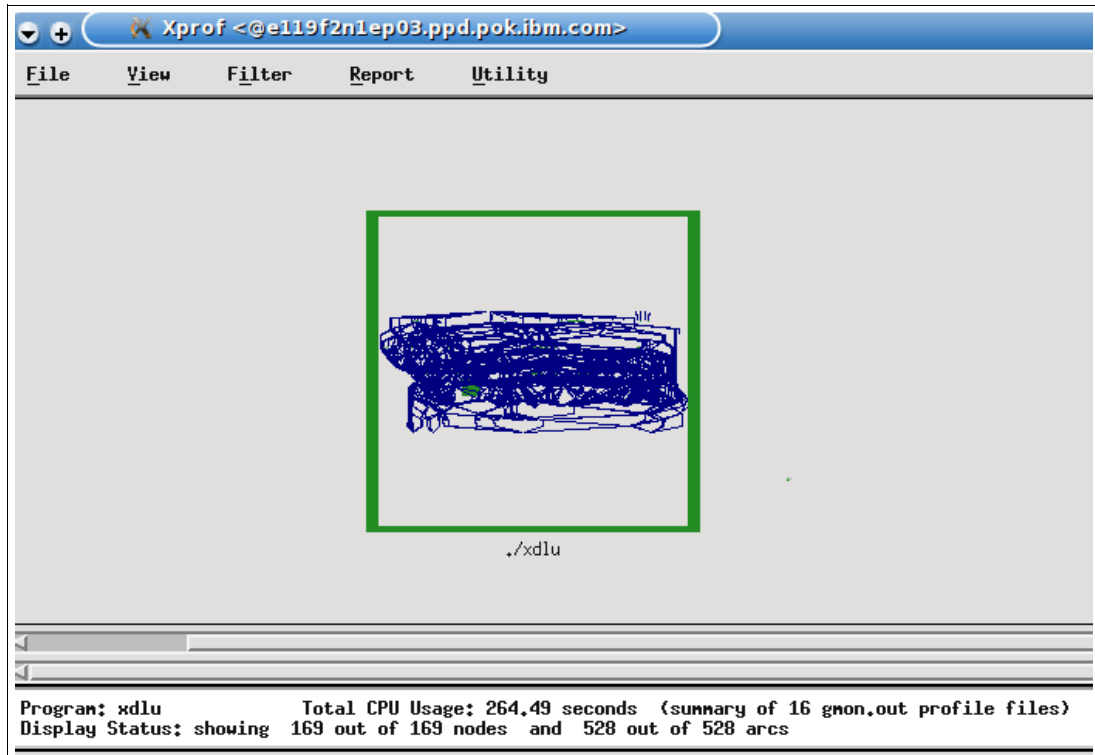 Xprof <@e119f2n1ep03.ppd.pok.ibm.com>
File View Filter Report Utility
./xdlu
Program: xdlu Total CPU Usage: 264.49 seconds (summary of 16 gmon.out profile files)
Display Status: showing 169 out of 169 nodes and 528 out of 528 arcs